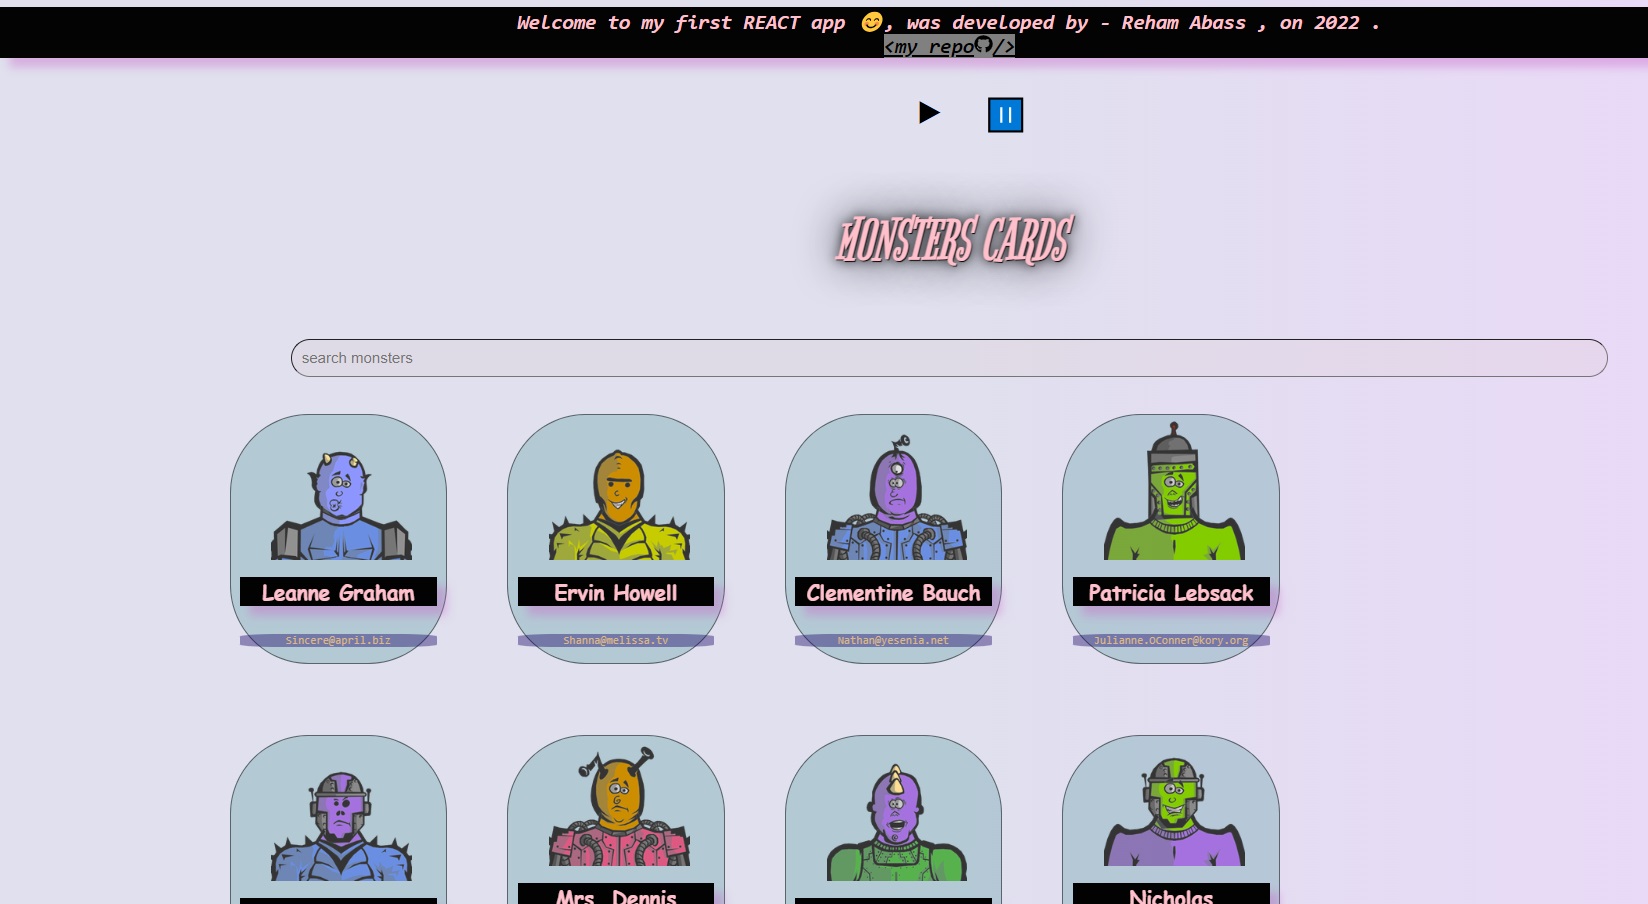 Welcome to my first REACT app 😊, was developed by - Reham Abass , on 2022 .
<my repo/>
MONSTERS CARDS
search monsters
Leanne Graham
Ervin Howell
Clementine Bauch
Patricia Lebsack
Sincere@april.biz
Shanna@melissa.tv
Nathan@yesenia.net
Julianne.OConner@kory.org
Mrs. Dennis
Nicholas